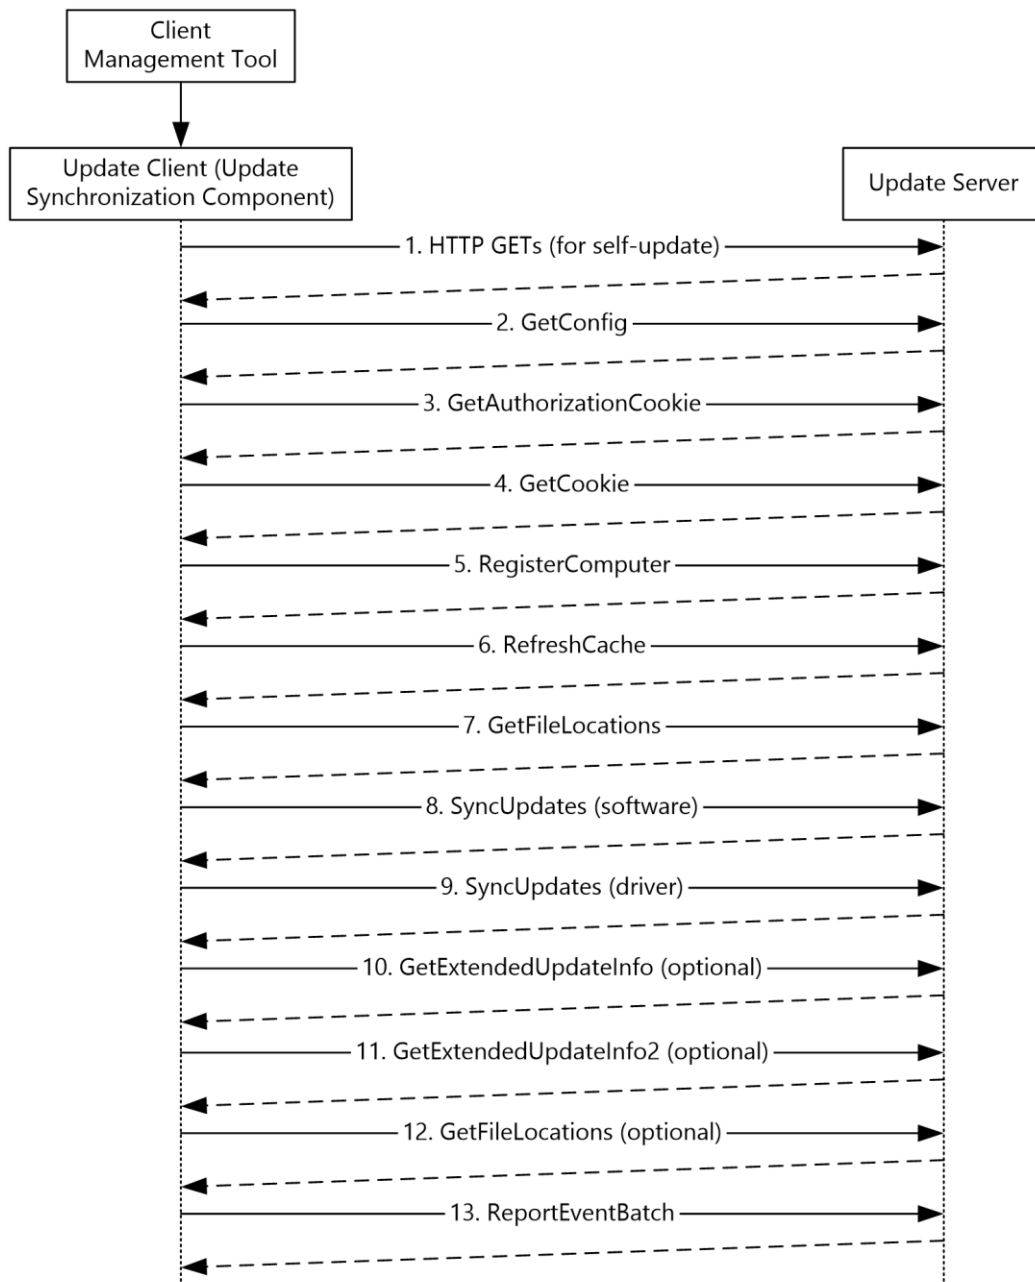 Client
Management Tool
Update Client (Update
Synchronization Component)
Update Server
1. HTTP GETs (for self-update)
2. GetConfig
3. GetAuthorizationCookie
4. GetCookie
5. RegisterComputer
6. RefreshCache
7. GetFileLocations
8. SyncUpdates (software)
9. SyncUpdates (driver)
10. GetExtendedUpdateInfo (optional)
11. GetExtendedUpdateInfo2 (optional)
12. GetFileLocations (optional)
13. ReportEventBatch